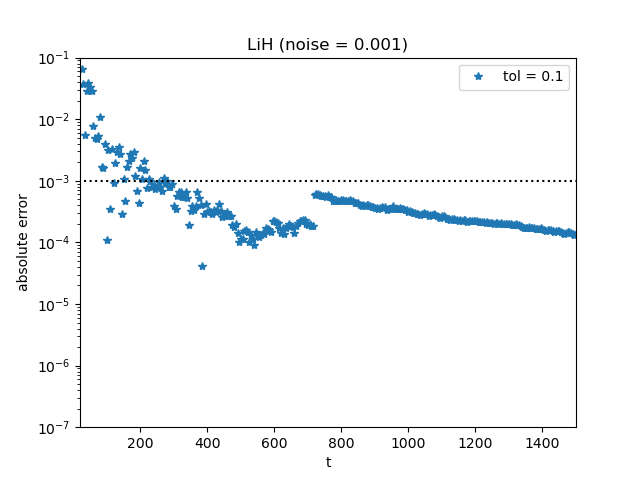 LiH (noise = 0.001)
tol = 0.1
absolute error
10⁻¹
10⁻²
10⁻³
10⁻⁴
10⁻⁵
10⁻⁶
10⁻⁷
200 400 600 800 1000 1200 1400
t